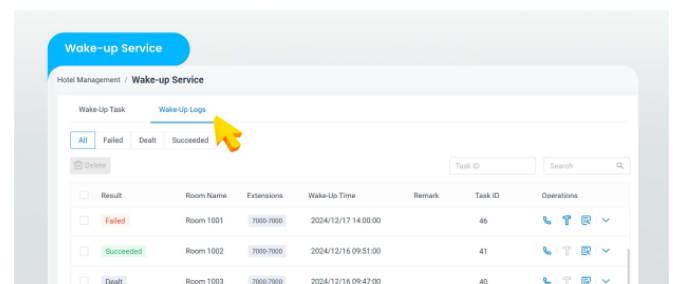 Wake-up Service
Hotel Management / Wake-up Service
Wake-Up Task Wake-Up Logs
All Failed Dealt Succeeded
Delete Task ID Search
Result Room Name Extensions Wake-Up Time Remark Task ID Operations
Failed Room 1001 7000-7000 2024/12/17 14:00:00 46
Succeeded Room 1002 7000-7000 2024/12/16 09:51:00 41
Dealt Room 1003 7000-7000 2024/12/16 09:47:00 40